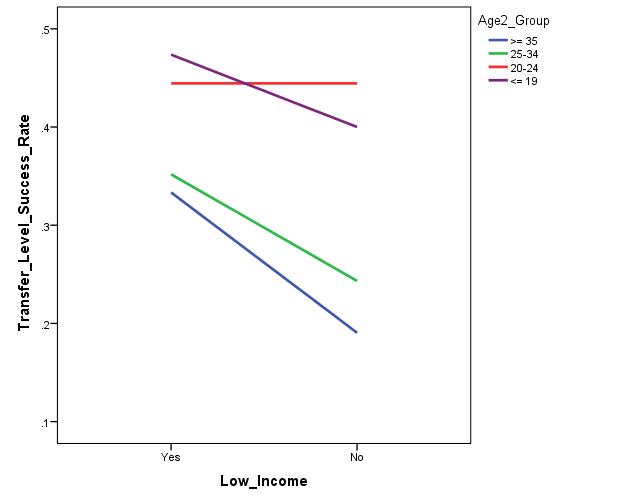 Age2_Group
>= 35
25-34
20-24
<= 19
Transfer_Level_Success_Rate
.5
.4
.3
.2
.1
Yes
No
Low_Income